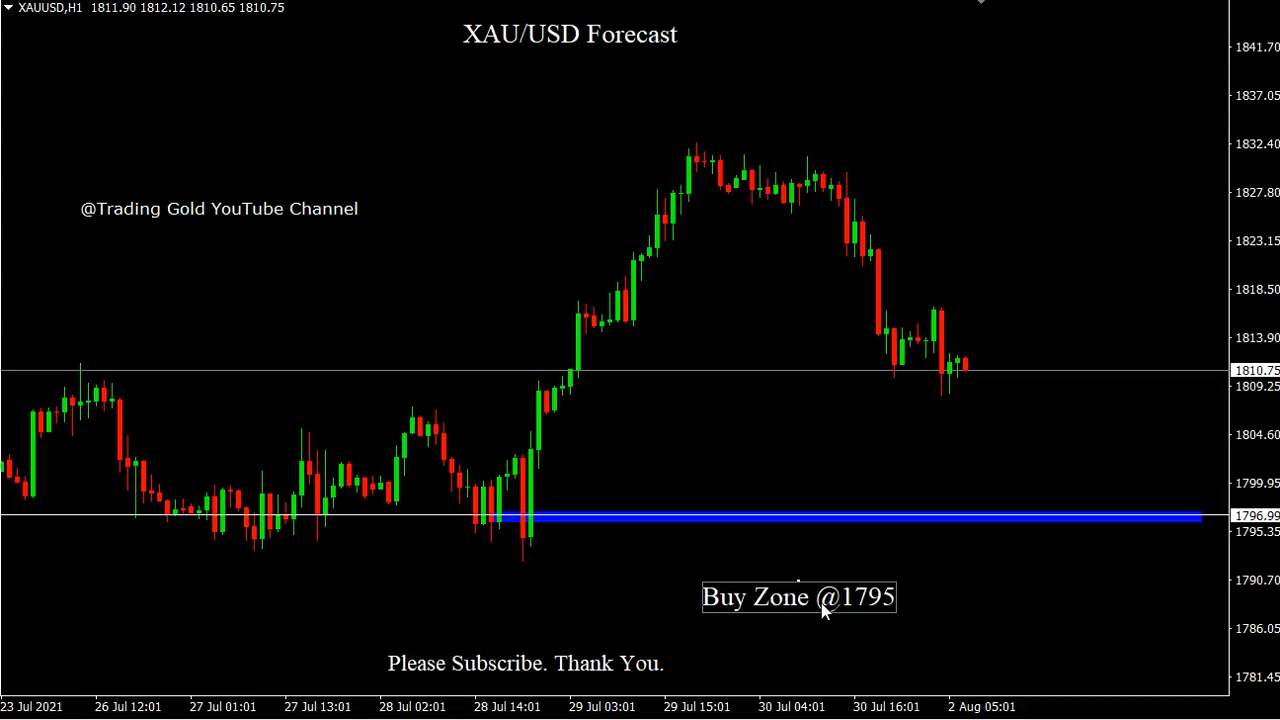 XAUUSD,H1 1811.90 1812.12 1810.65 1810.75
XAU/USD Forecast
@Trading Gold YouTube Channel
Buy Zone @1795
Please Subscribe. Thank You.
1841.70
1837.05
1832.40
1827.80
1823.15
1818.50
1813.90
1810.75
1809.25
1804.60
1799.95
1796.99
1795.35
1790.70
1786.05
1781.45
23 Jul 2021 26 Jul 12:01 27 Jul 01:01 27 Jul 13:01 28 Jul 02:01 28 Jul 14:01 29 Jul 03:01 29 Jul 15:01 30 Jul 04:01 30 Jul 16:01 2 Aug 05:01